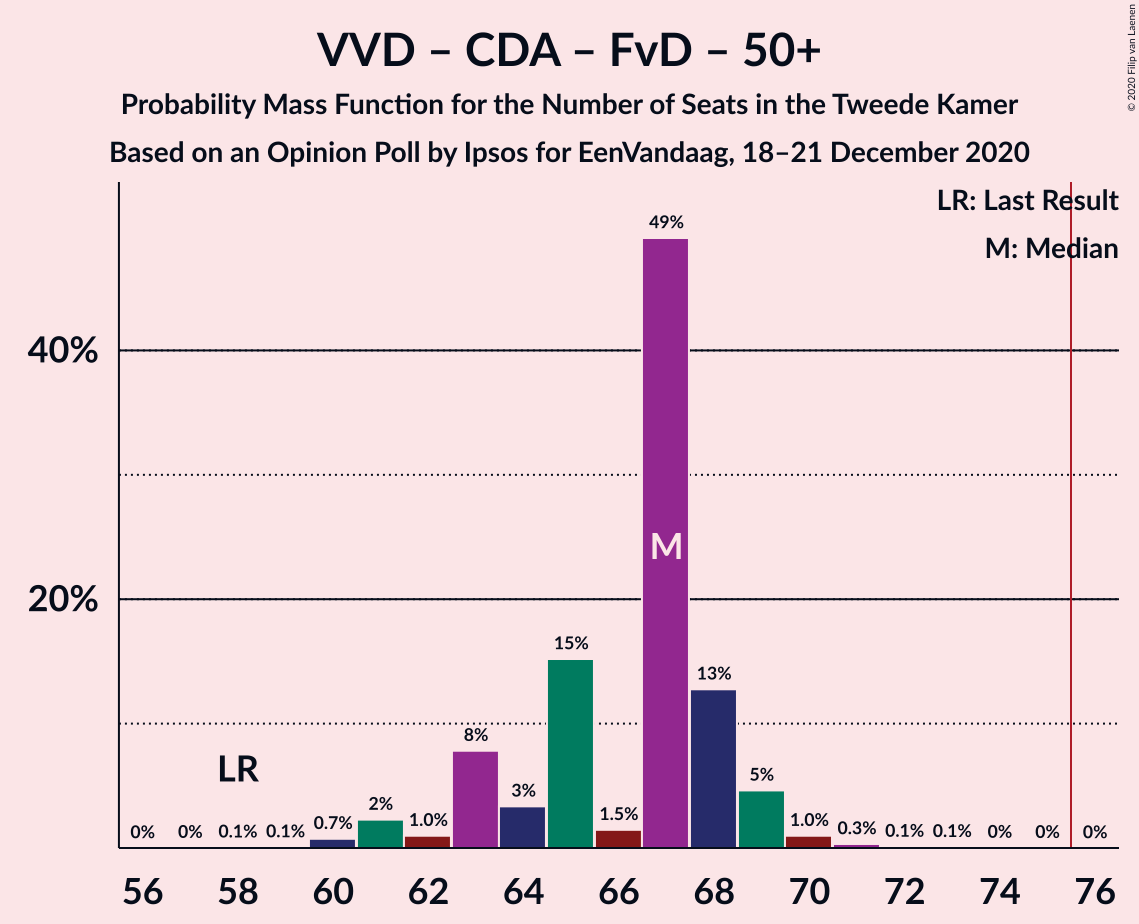 VVD – CDA – FvD – 50+
Probability Mass Function for the Number of Seats in the Tweede Kamer
Based on an Opinion Poll by Ipsos for EenVandaag, 18–21 December 2020
© 2020 Filip van Laenen
LR: Last Result
M: Median
40%
20%
LR
M
0% 0% 0.1% 0.1% 0.7% 2% 1.0% 8% 3% 15% 1.5% 49% 13% 5% 1.0% 0.3% 0.1% 0.1% 0% 0% 0%
56 58 60 62 64 66 68 70 72 74 76